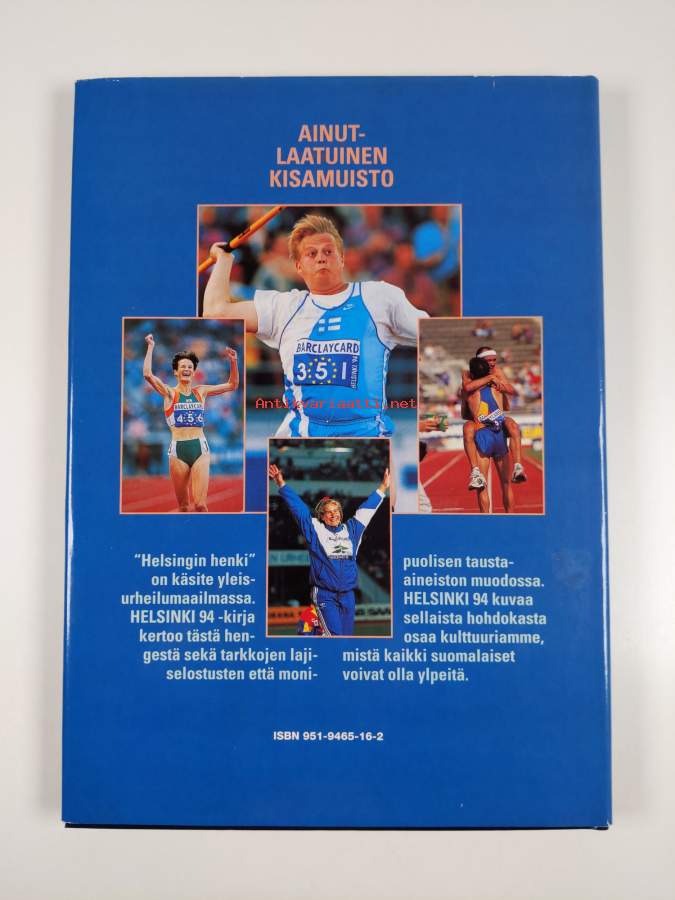 AINUT-
LAATUINEN
KISAMUISTO
BARCLAYCARD
351
HELSINKI
BARCLAYCARD
456
Antikvariaatti.net
"Helsingin henki"
on käsite yleis-
urheilumaailmassa.
HELSINKI 94 -kirja
kertoo tästä hen-
gestä sekä tarkkojen laji-
selostusten että moni-
puolisen tausta-
aineiston muodossa.
HELSINKI 94 kuvaa
sellaista hohdokasta
osaa kulttuuriamme,
mistä kaikki suomalaiset
voivat olla ylpeitä.
ISBN 951-9465-16-2